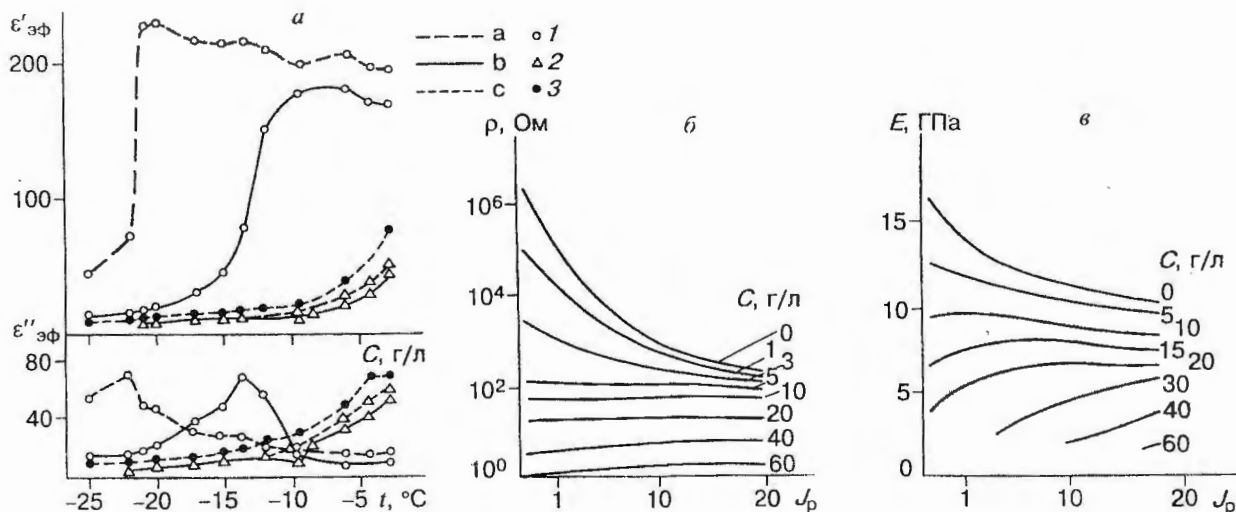 ε′эф
а
a 1
b 2
c 3
200
100
ε″эф
80
40
C, г/л
−25 −20 −15 −10 −5 t, °C
ρ, Ом
б
10⁶
10⁴
10²
10⁰
C, г/л
0
1
3
5
10
20
40
60
1 10 20 Jр
E, ГПа
в
15
10
5
0
C, г/л
0
5
10
15
20
30
40
60
1 10 20 Jр